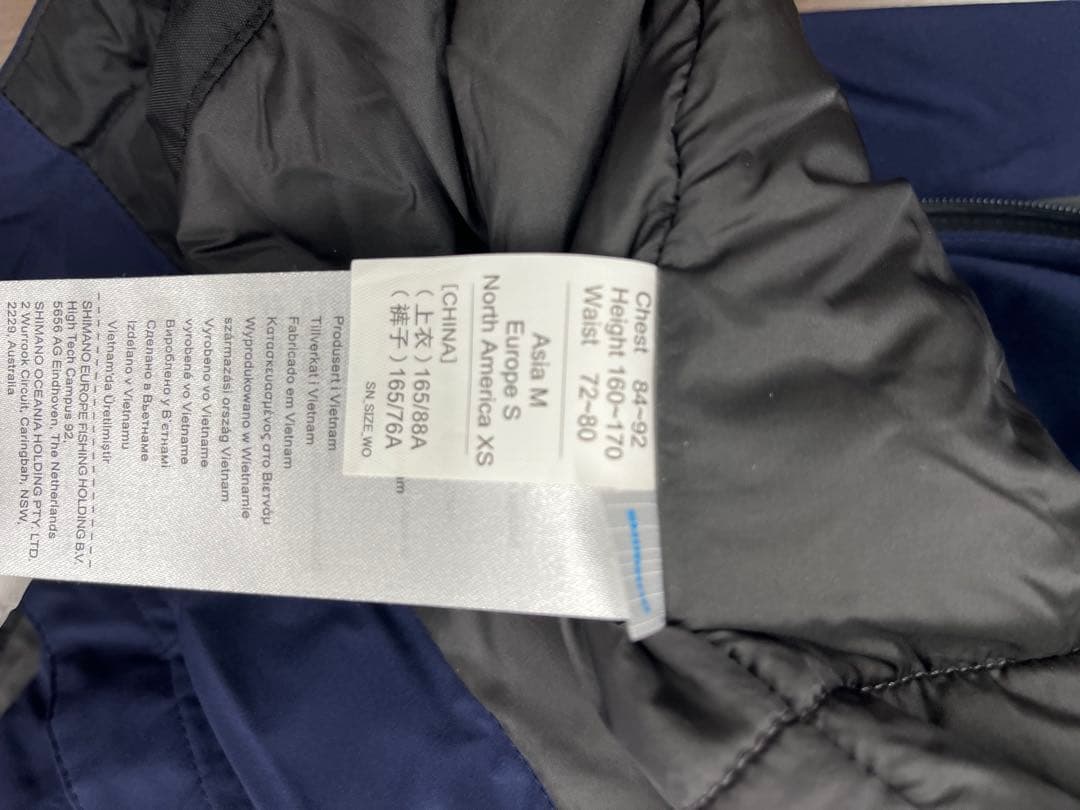 Chest 84~92
Height 160~170
Waist 72~80
Asia M
Europe S
North America XS
[CHINA]
(上衣) 165/88A
(裤子) 165/76A
SN_SIZE_WO
Produsert i Vietnam
Tillverkat i Vietnam
Fabricado em Vietnam
Κατασκευασμένος στο Βιετνάμ
Wyprodukowano w Wietnamie
származási ország Vietnam
Vyrobeno vo Vietname
vyrobené vo Vietname
Вироблено у В'єтнамі
Сделано в Вьетнаме
Izdelano v Vietnamu
Vietnam'da Üretilmiştir
SHIMANO EUROPE FISHING HOLDING B.V.
High Tech Campus 92,
5656 AG Eindhoven, The Netherlands
SHIMANO OCEANIA HOLDING PTY. LTD.
2 Wurrook Circuit, Caringbah, NSW,
2229, Australia